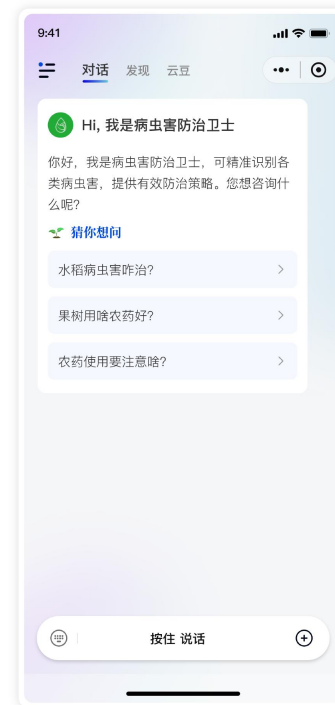 9:41
对话 发现 云豆
Hi, 我是病虫害防治卫士
你好，我是病虫害防治卫士，可精准识别各
类病虫害，提供有效防治策略。您想咨询什
么呢?
猜你想问
水稻病虫害咋治?
果树用啥农药好?
农药使用要注意啥?
按住 说话